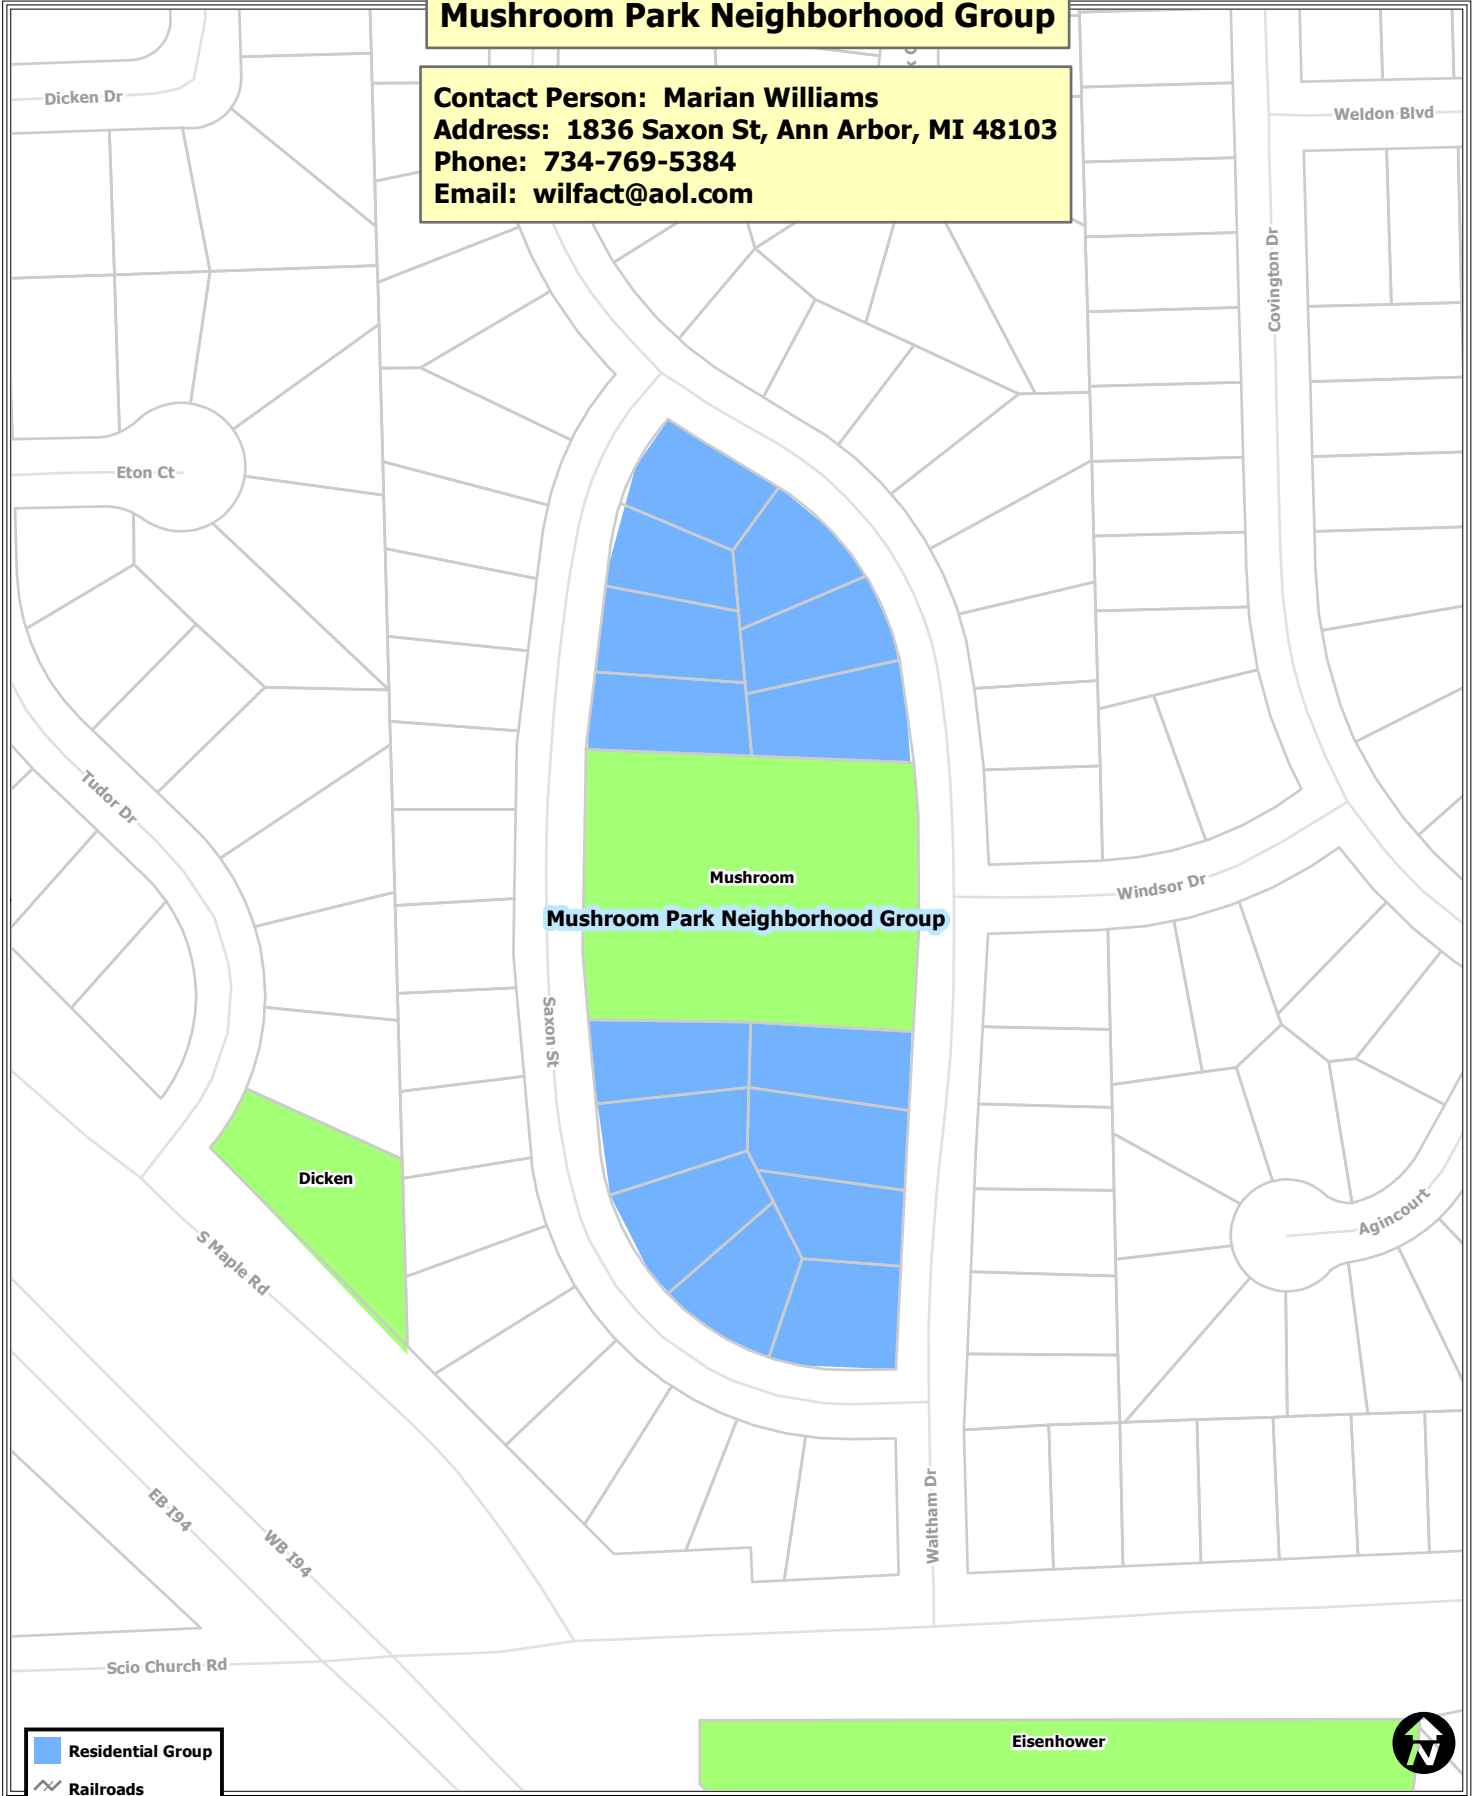 Mushroom Park Neighborhood Group
Contact Person: Marian Williams
Address: 1836 Saxon St, Ann Arbor, MI 48103
Phone: 734-769-5384
Email: wilfact@aol.com
Dicken Dr
Weldon Blvd
Covington Dr
Eton Ct
Tudor Dr
Mushroom
Windsor Dr
Mushroom Park Neighborhood Group
Saxon St
Dicken
Agincourt
S Maple Rd
EB I94
WB I94
Waltham Dr
Scio Church Rd
Eisenhower
N
Residential Group
Railroads